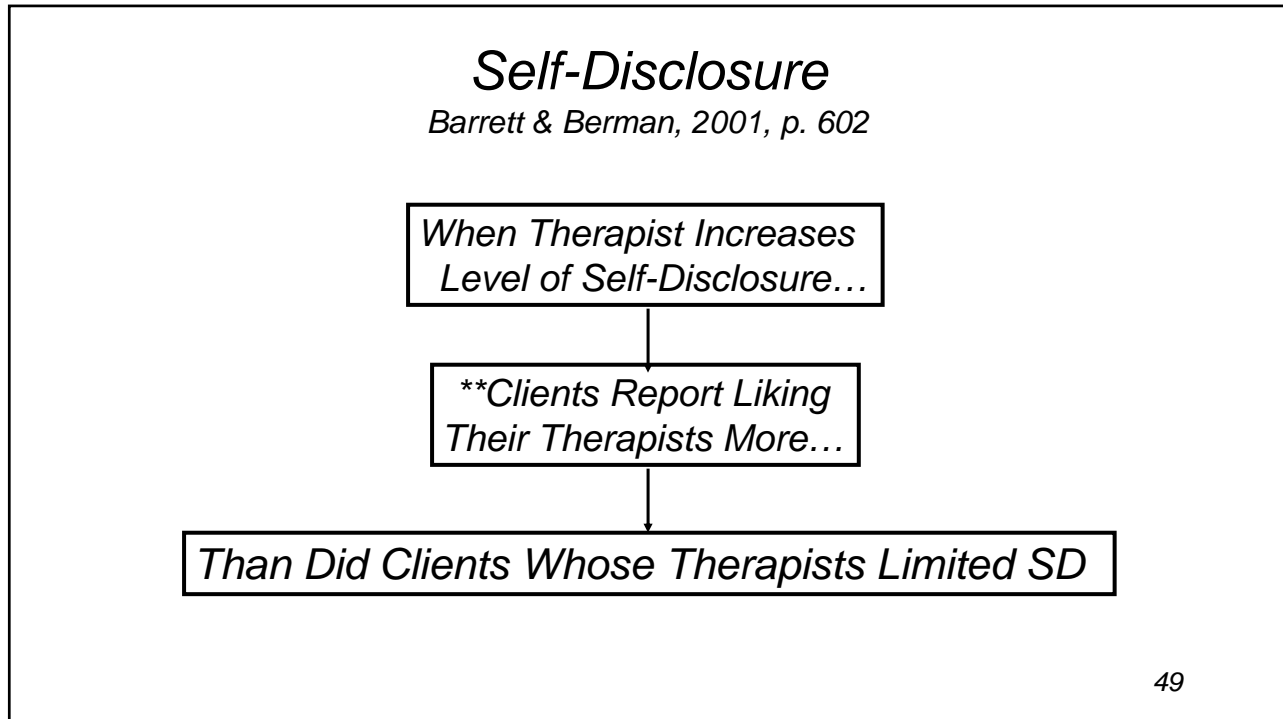 Self-Disclosure
Barrett & Berman, 2001, p. 602
When Therapist Increases
Level of Self-Disclosure…
**Clients Report Liking
Their Therapists More…
Than Did Clients Whose Therapists Limited SD
49